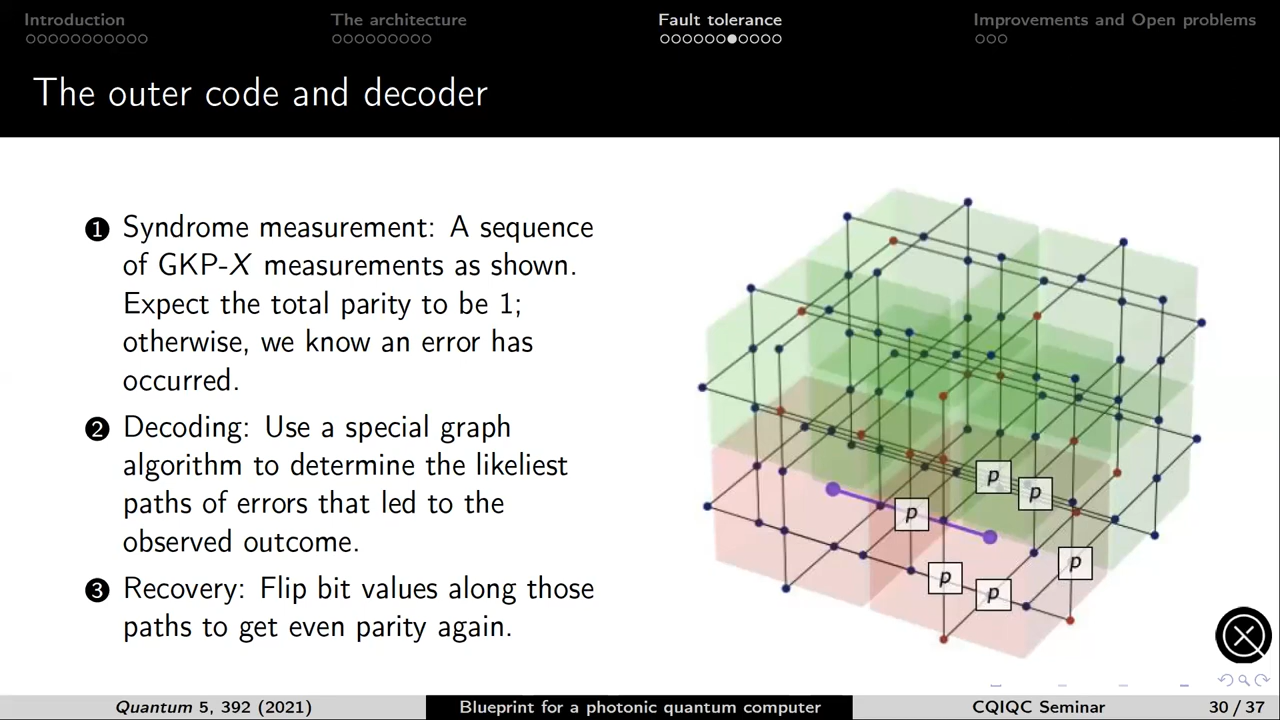 Introduction
The architecture
Fault tolerance
Improvements and Open problems
The outer code and decoder
1 Syndrome measurement: A sequence
of GKP-X measurements as shown.
Expect the total parity to be 1;
otherwise, we know an error has
occurred.
2 Decoding: Use a special graph
algorithm to determine the likeliest
paths of errors that led to the
observed outcome.
3 Recovery: Flip bit values along those
paths to get even parity again.
p
p
p
p
p
p
Quantum 5, 392 (2021)
Blueprint for a photonic quantum computer
CQIQC Seminar
30 / 37